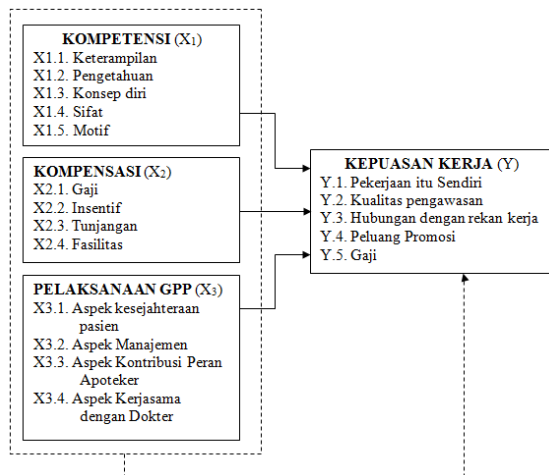 KOMPETENSI (X₁)
X1.1. Keterampilan
X1.2. Pengetahuan
X1.3. Konsep diri
X1.4. Sifat
X1.5. Motif
KOMPENSASI (X₂)
X2.1. Gaji
X2.2. Insentif
X2.3. Tunjangan
X2.4. Fasilitas
PELAKSANAAN GPP (X₃)
X3.1. Aspek kesejahteraan
pasien
X3.2. Aspek Manajemen
X3.3. Aspek Kontribusi Peran
Apoteker
X3.4. Aspek Kerjasama
dengan Dokter
KEPUASAN KERJA (Y)
Y.1. Pekerjaan itu Sendiri
Y.2. Kualitas pengawasan
Y.3. Hubungan dengan rekan kerja
Y.4. Peluang Promosi
Y.5. Gaji